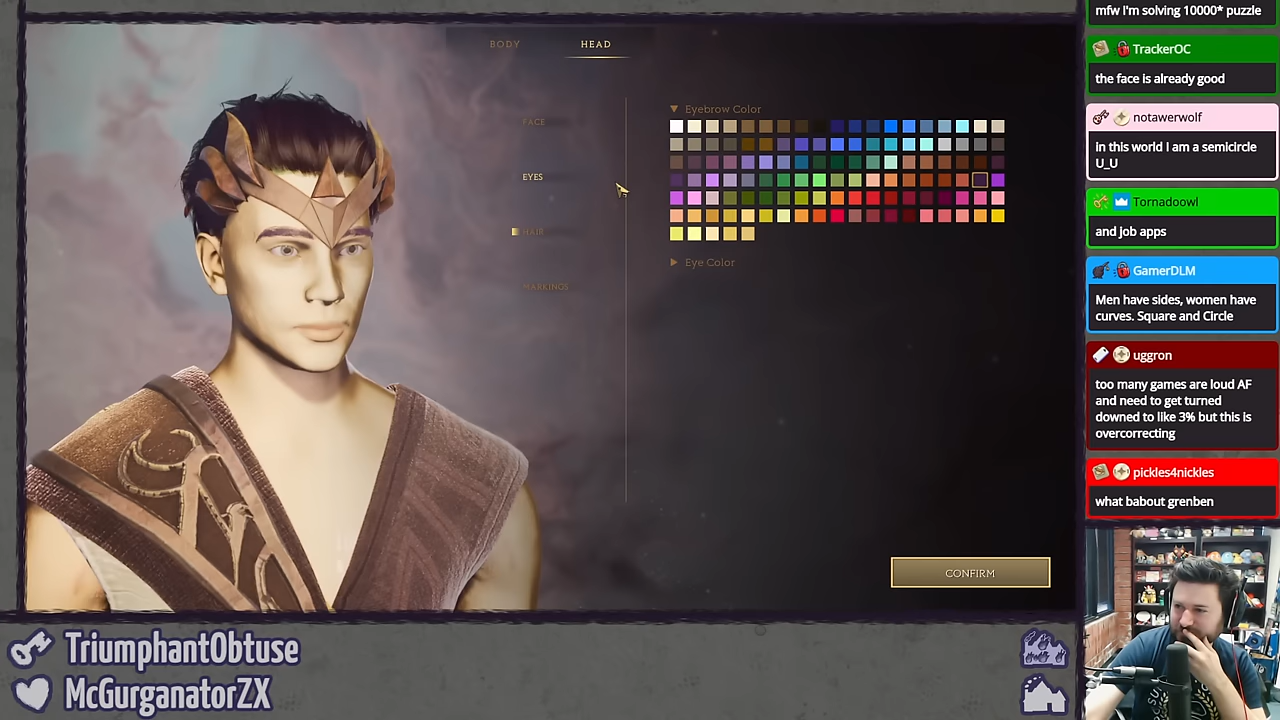 BODY
HEAD
FACE
EYES
HAIR
MARKINGS
Eyebrow Color
Eye Color
CONFIRM
mfw I'm solving 10000* puzzle
TrackerOC
the face is already good
notawerwolf
in this world I am a semicircle
U_U
Tornadoowl
and job apps
GamerDLM
Men have sides, women have
curves. Square and Circle
uggron
too many games are loud AF
and need to get turned
downed to like 3% but this is
overcorrecting
pickles4nickles
what babout grenben
TriumphantObtuse
McGurganatorZX